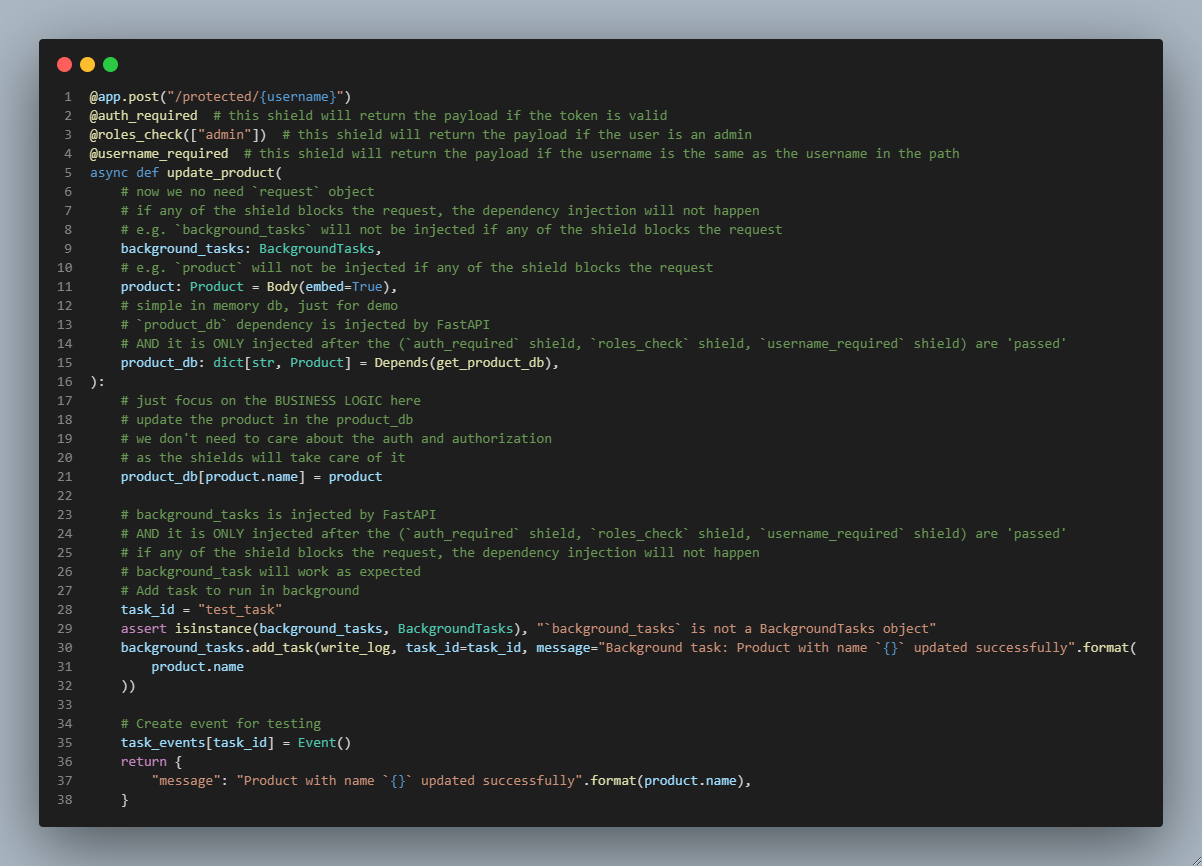 1 @app.post("/protected/{username}")
2 @auth_required  # this shield will return the payload if the token is valid
3 @roles_check(["admin"])  # this shield will return the payload if the user is an admin
4 @username_required  # this shield will return the payload if the username is the same as the username in the path
5 async def update_product(
6     # now we no need `request` object
7     # if any of the shield blocks the request, the dependency injection will not happen
8     # e.g. `background_tasks` will not be injected if any of the shield blocks the request
9     background_tasks: BackgroundTasks,
10     # e.g. `product` will not be injected if any of the shield blocks the request
11     product: Product = Body(embed=True),
12     # simple in memory db, just for demo
13     # `product_db` dependency is injected by FastAPI
14     # AND it is ONLY injected after the (`auth_required` shield, `roles_check` shield, `username_required` shield) are 'passed'
15     product_db: dict[str, Product] = Depends(get_product_db),
16 ):
17     # just focus on the BUSINESS LOGIC here
18     # update the product in the product_db
19     # we don't need to care about the auth and authorization
20     # as the shields will take care of it
21     product_db[product.name] = product
22
23     # background_tasks is injected by FastAPI
24     # AND it is ONLY injected after the (`auth_required` shield, `roles_check` shield, `username_required` shield) are 'passed'
25     # if any of the shield blocks the request, the dependency injection will not happen
26     # background_task will work as expected
27     # Add task to run in background
28     task_id = "test_task"
29     assert isinstance(background_tasks, BackgroundTasks), "`background_tasks` is not a BackgroundTasks object"
30     background_tasks.add_task(write_log, task_id=task_id, message="Background task: Product with name `{}` updated successfully".format(
31         product.name
32     ))
33
34     # Create event for testing
35     task_events[task_id] = Event()
36     return {
37         "message": "Product with name `{}` updated successfully".format(product.name),
38     }